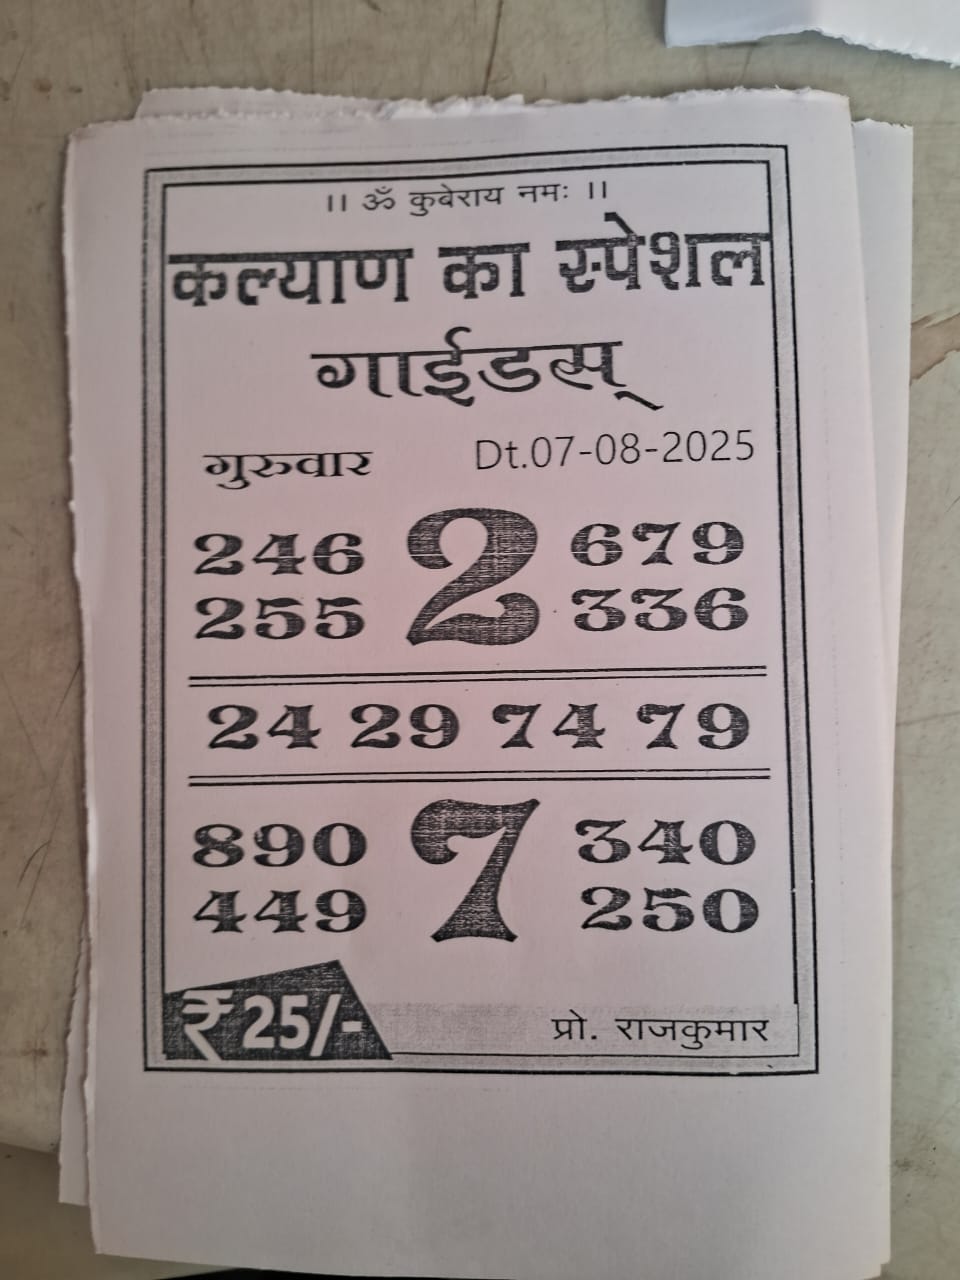 ।। ॐ कुबेराय नमः ।।
कल्याण का स्पेशल
गाईडस्
गुरुवार Dt.07-08-2025
246 2 679
255 336
24 29 74 79
890 7 340
449 250
₹25/-
प्रो. राजकुमार